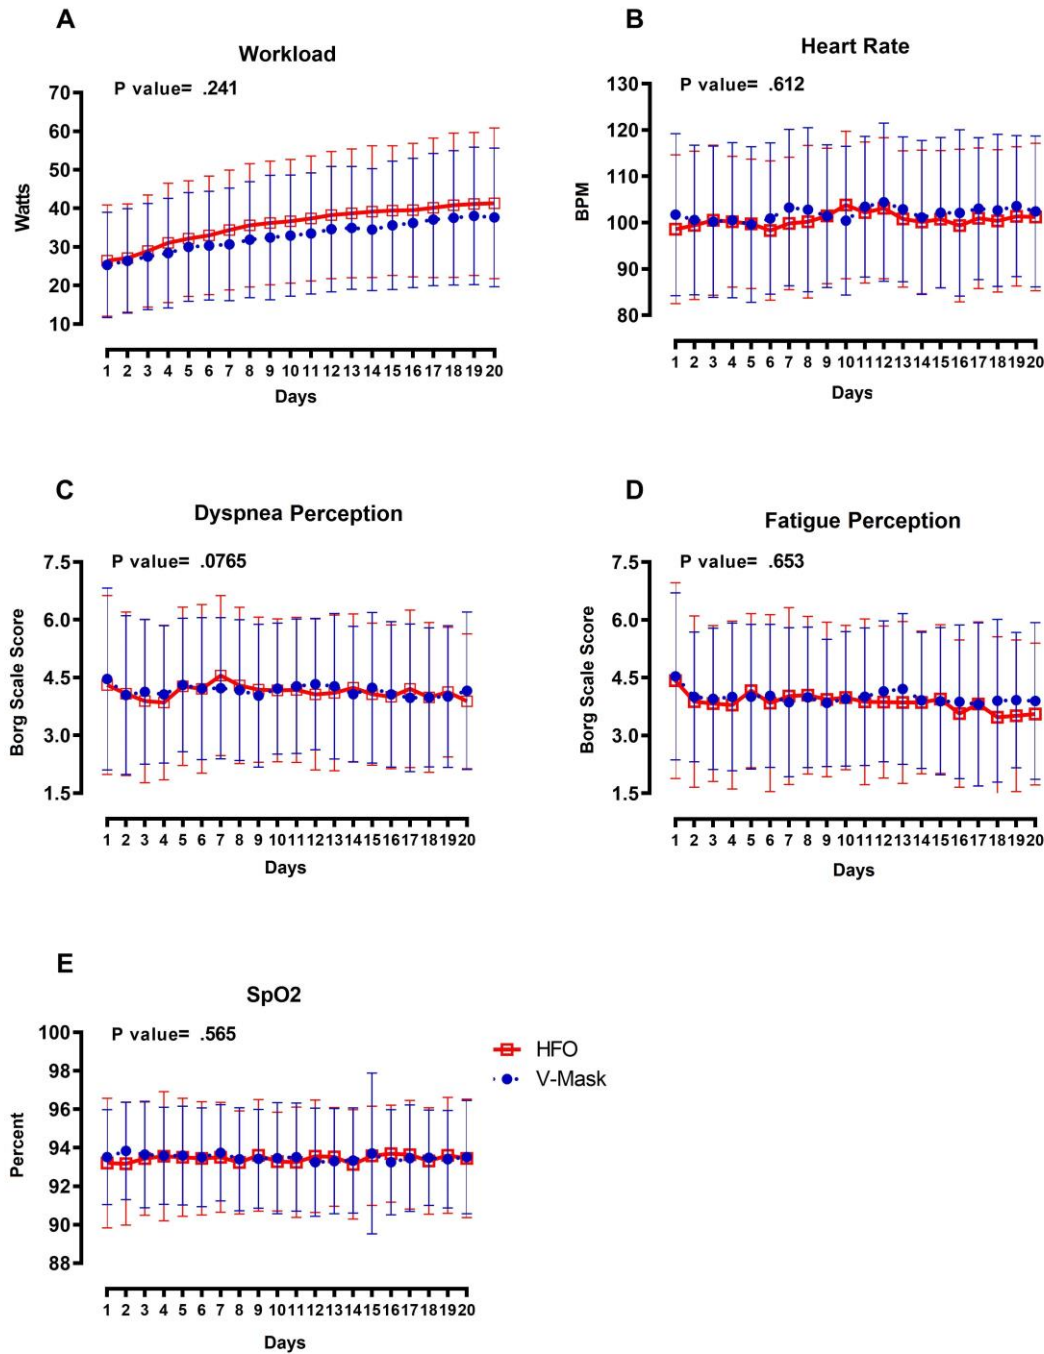 A
Workload
P value= .241
70
60
50
40
30
20
10
Watts
1 2 3 4 5 6 7 8 9 10 11 12 13 14 15 16 17 18 19 20
Days
B
Heart Rate
P value= .612
130
120
110
100
90
80
BPM
1 2 3 4 5 6 7 8 9 10 11 12 13 14 15 16 17 18 19 20
Days
C
Dyspnea Perception
P value= .0765
7.5
6.0
4.5
3.0
1.5
Borg Scale Score
1 2 3 4 5 6 7 8 9 10 11 12 13 14 15 16 17 18 19 20
Days
D
Fatigue Perception
P value= .653
7.5
6.0
4.5
3.0
1.5
Borg Scale Score
1 2 3 4 5 6 7 8 9 10 11 12 13 14 15 16 17 18 19 20
Days
E
SpO2
P value= .565
100
98
96
94
92
90
88
Percent
1 2 3 4 5 6 7 8 9 10 11 12 13 14 15 16 17 18 19 20
Days
HFO
V-Mask